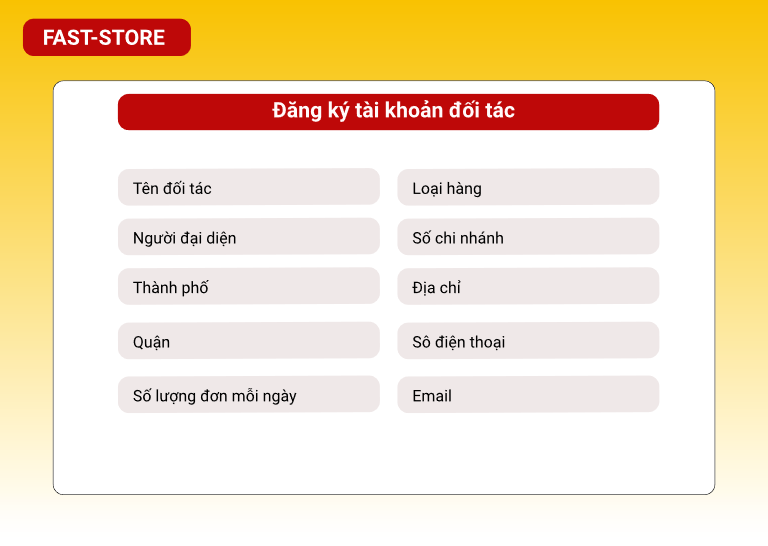 FAST-STORE
Đăng ký tài khoản đối tác
Tên đối tác
Loại hàng
Người đại diện
Số chi nhánh
Thành phố
Địa chỉ
Quận
Sô điện thoại
Số lượng đơn mỗi ngày
Email